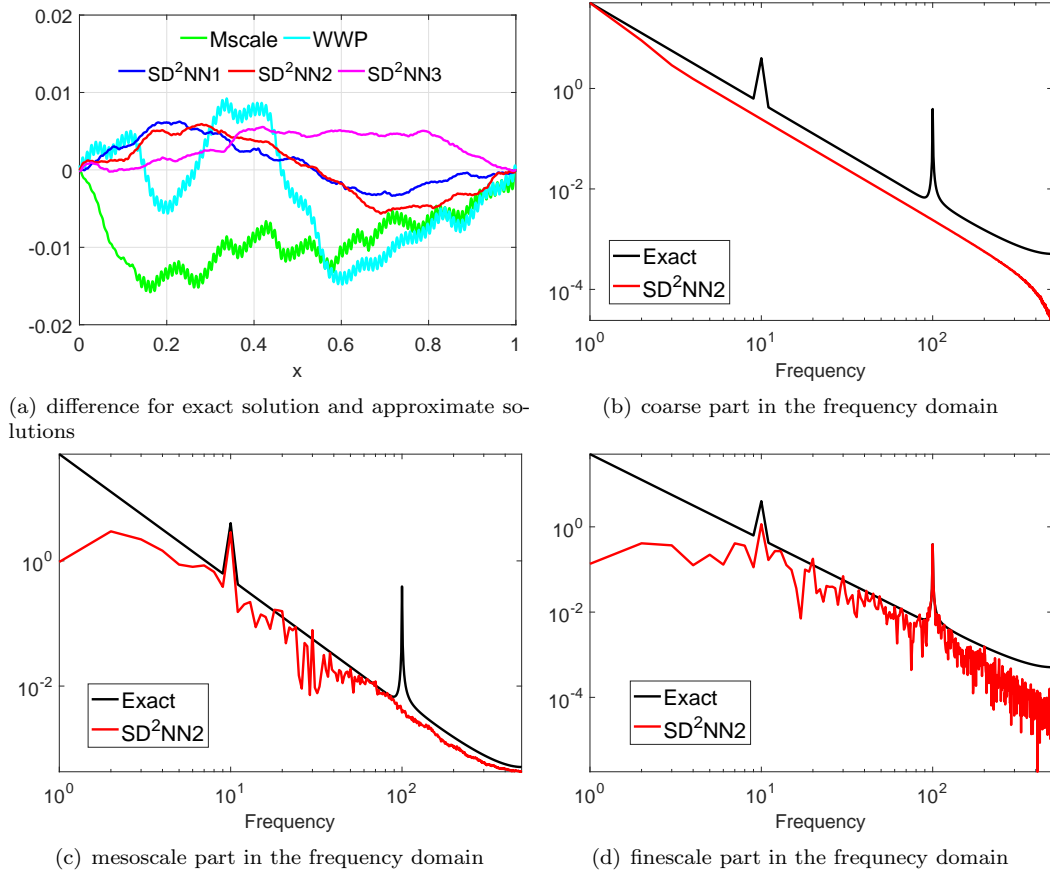 0.02
Mscale WWP
SD²NN1 SD²NN2 SD²NN3
0.01
0
-0.01
-0.02
0 0.2 0.4 0.6 0.8 1
x
(a) difference for exact solution and approximate so-
lutions
10⁰
10⁻²
10⁻⁴
Exact
SD²NN2
10⁰ 10¹ 10²
Frequency
(b) coarse part in the frequency domain
10⁰
10⁻²
Exact
SD²NN2
10⁰ 10¹ 10²
Frequency
(c) mesoscale part in the frequency domain
10⁰
10⁻²
10⁻⁴
Exact
SD²NN2
10⁰ 10¹ 10²
Frequency
(d) finescale part in the frequnecy domain